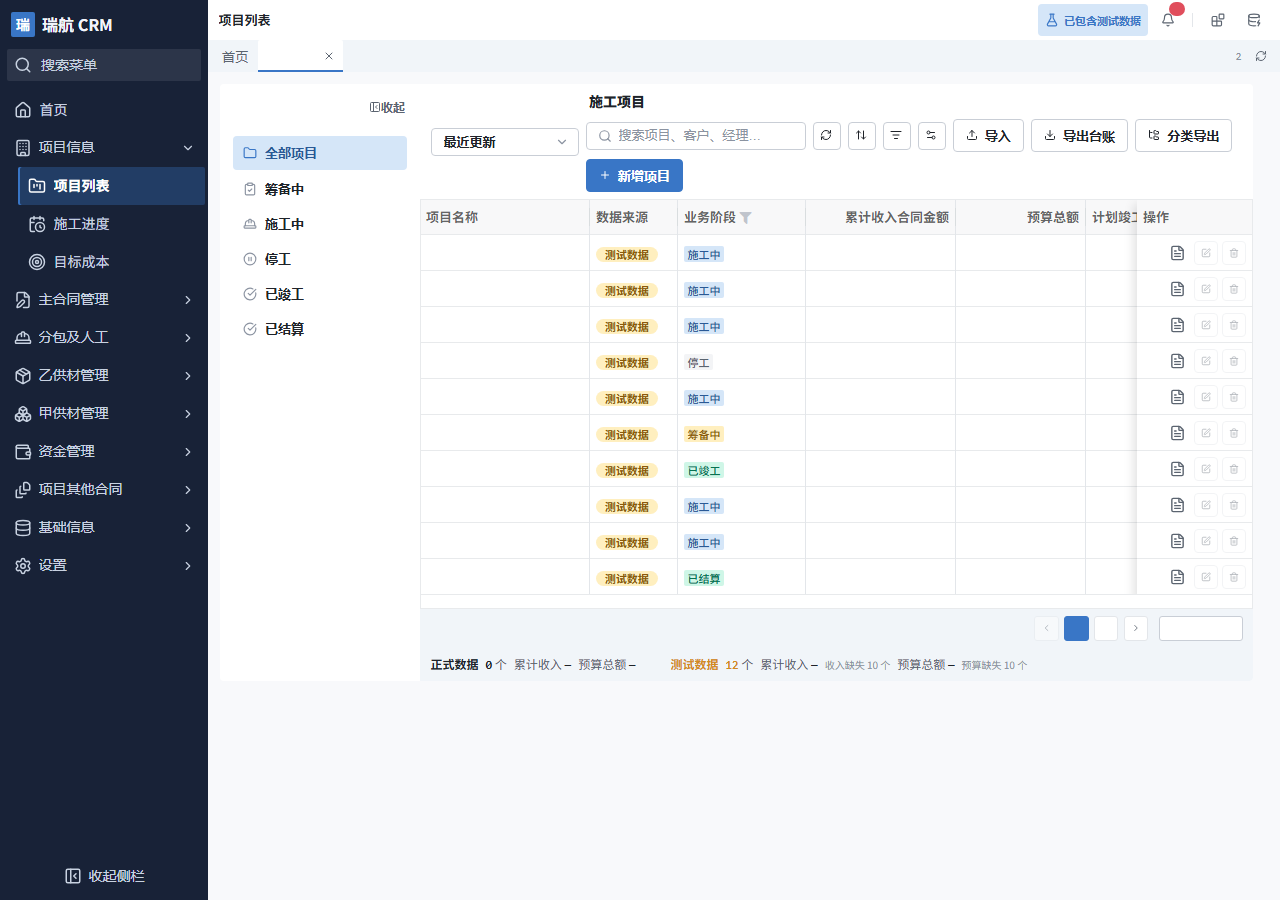 瑞 瑞航 CRM
搜索菜单
首页
项目信息
项目列表
施工进度
目标成本
主合同管理
分包及人工
乙供材管理
甲供材管理
资金管理
项目其他合同
基础信息
设置
收起侧栏
项目列表
已包含测试数据
首页
2
收起
全部项目
筹备中
施工中
停工
已竣工
已结算
施工项目
最近更新
搜索项目、客户、经理...
导入
导出台账
分类导出
新增项目
项目名称 数据来源 业务阶段 累计收入合同金额 预算总额 计划竣工 操作
测试数据 施工中
测试数据 施工中
测试数据 施工中
测试数据 停工
测试数据 施工中
测试数据 筹备中
测试数据 已竣工
测试数据 施工中
测试数据 施工中
测试数据 已结算
正式数据 0 个 累计收入 – 预算总额 – 测试数据 12 个 累计收入 – 收入缺失 10 个 预算总额 – 预算缺失 10 个